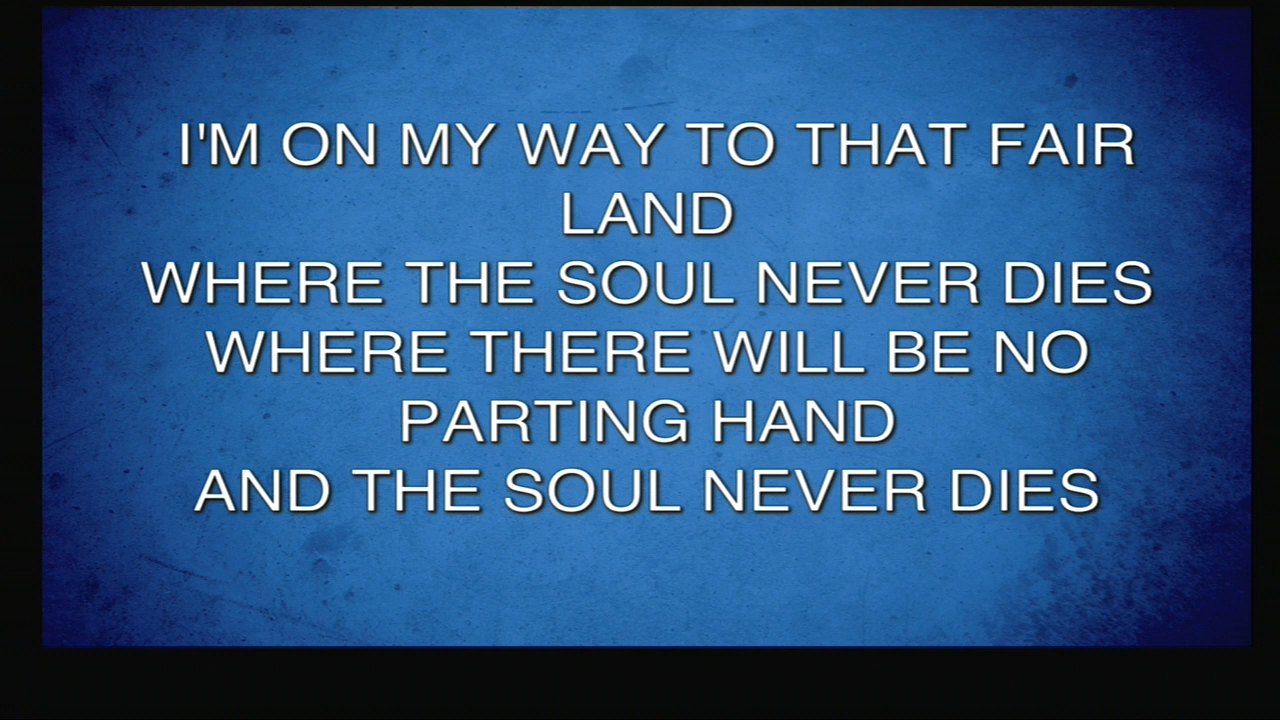 I'M ON MY WAY TO THAT FAIR
LAND
WHERE THE SOUL NEVER DIES
WHERE THERE WILL BE NO
PARTING HAND
AND THE SOUL NEVER DIES